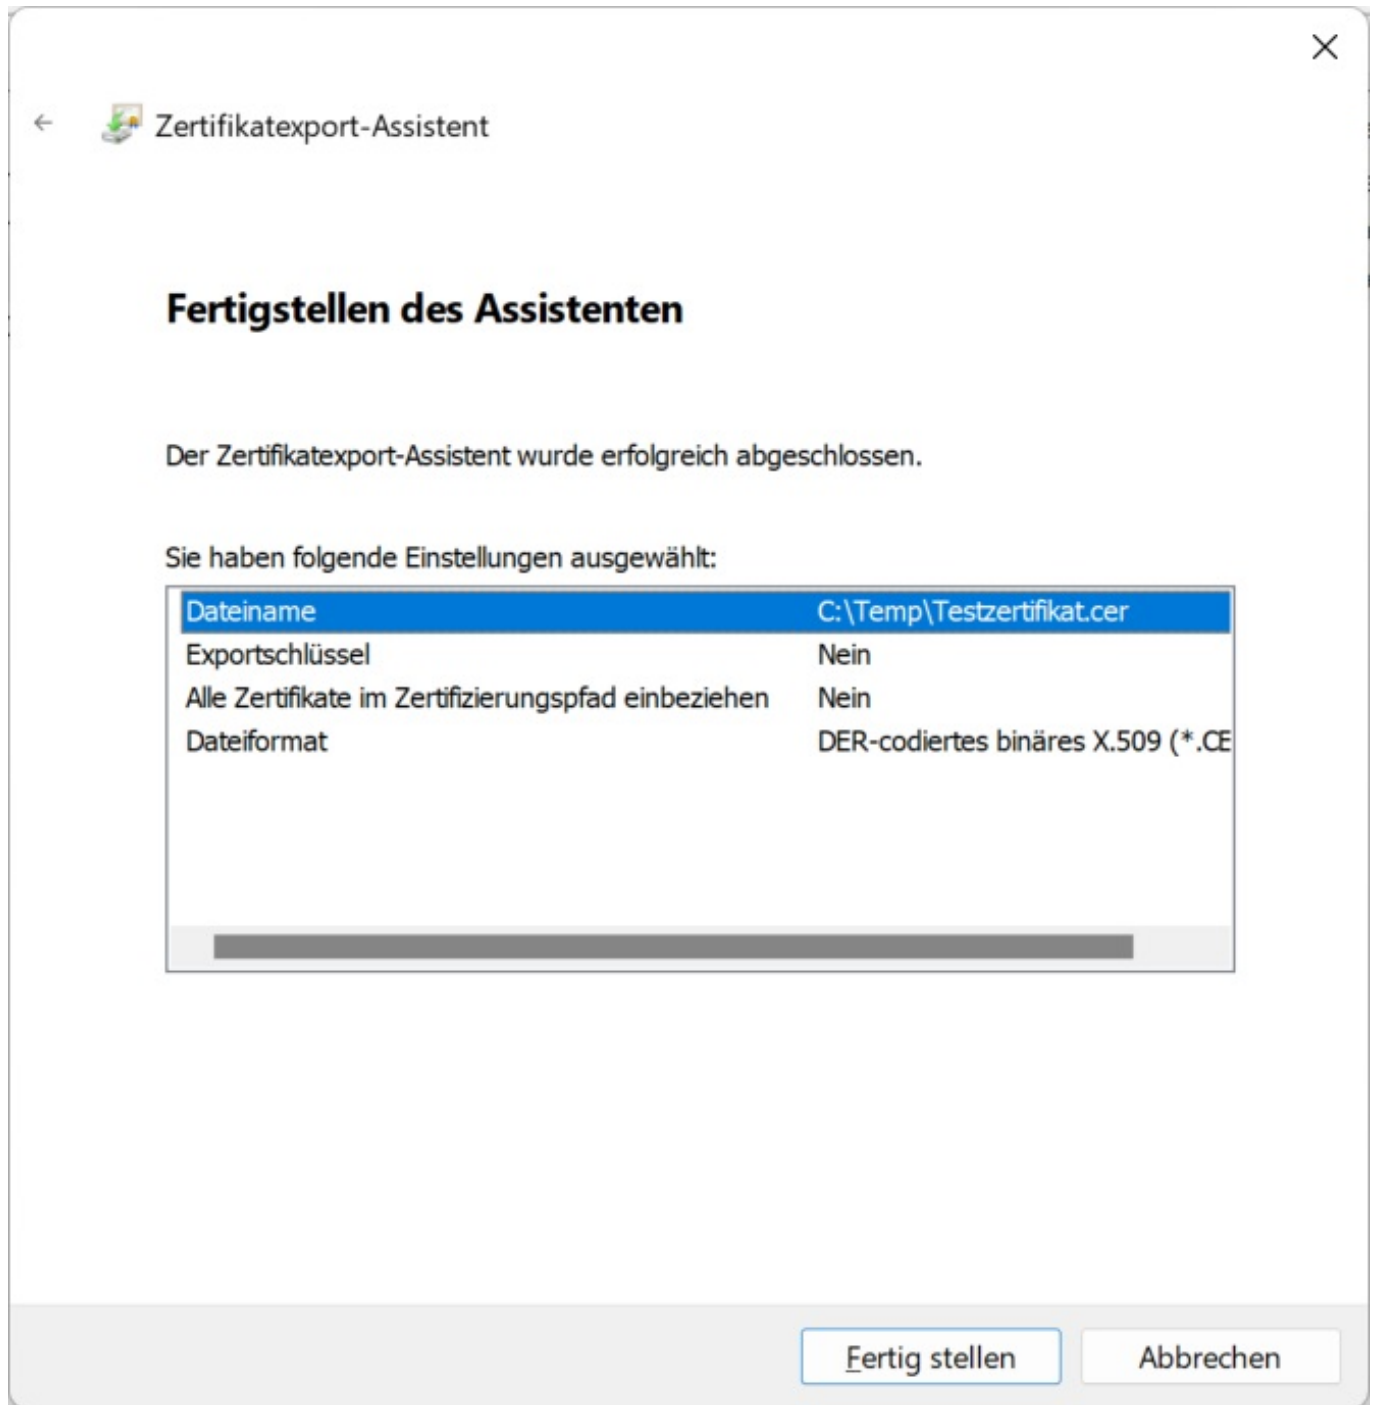 Zertifikatexport-Assistent
Fertigstellen des Assistenten
Der Zertifikatexport-Assistent wurde erfolgreich abgeschlossen.
Sie haben folgende Einstellungen ausgewählt:
Dateiname C:\Temp\Testzertifikat.cer
Exportschlüssel Nein
Alle Zertifikate im Zertifizierungspfad einbeziehen Nein
Dateiformat DER-codiertes binäres X.509 (*.CE
Fertig stellen Abbrechen